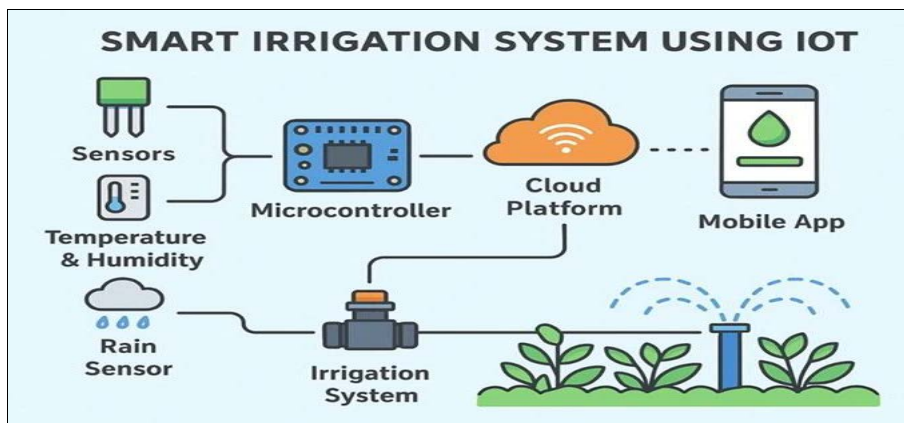 SMART IRRIGATION SYSTEM USING IOT
Sensors
Temperature
& Humidity
Rain
Sensor
Microcontroller
Cloud
Platform
Mobile App
Irrigation
System